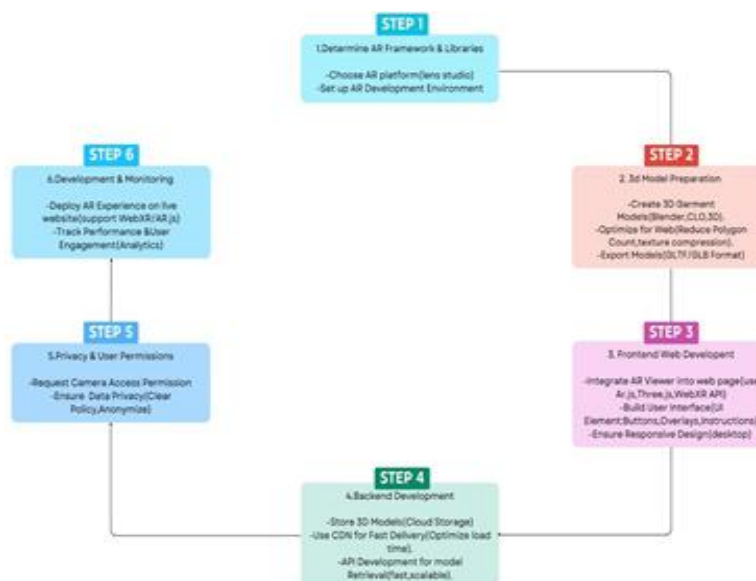 STEP 1
1.Determine AR Framework & Libraries
-Choose AR platform(lens studio)
-Set up AR Development Environment
STEP 2
2. 3d Model Preparation
-Create 3D Garment
Models(Blender,CLO,3D).
-Optimize for Web(Reduce Polygon
Count,texture compression).
-Export Models(GLTF/GLB Format)
STEP 3
3. Frontend Web Developent
-Integrate AR Viewer into web page(use
Ar.js,Three.js,WebXR API)
-Build User Interface(UI
Element:Buttons,Overlays,Instructions)
-Ensure Responsive Design(desktop)
STEP 4
4.Backend Development
-Store 3D Models(Cloud Storage)
-Use CDN for Fast Delivery(Optimize load
time).
-API Development for model
Retrieval(fast,scalable).
STEP 5
5.Privacy & User Permissions
-Request Camera Access Permission
-Ensure Data Privacy(Clear
Policy,Anonymize)
STEP 6
6.Development & Monitoring
-Deploy AR Experience on live
website(support WebXR/AR.js)
-Track Performance &User
Engagement(Analytics)